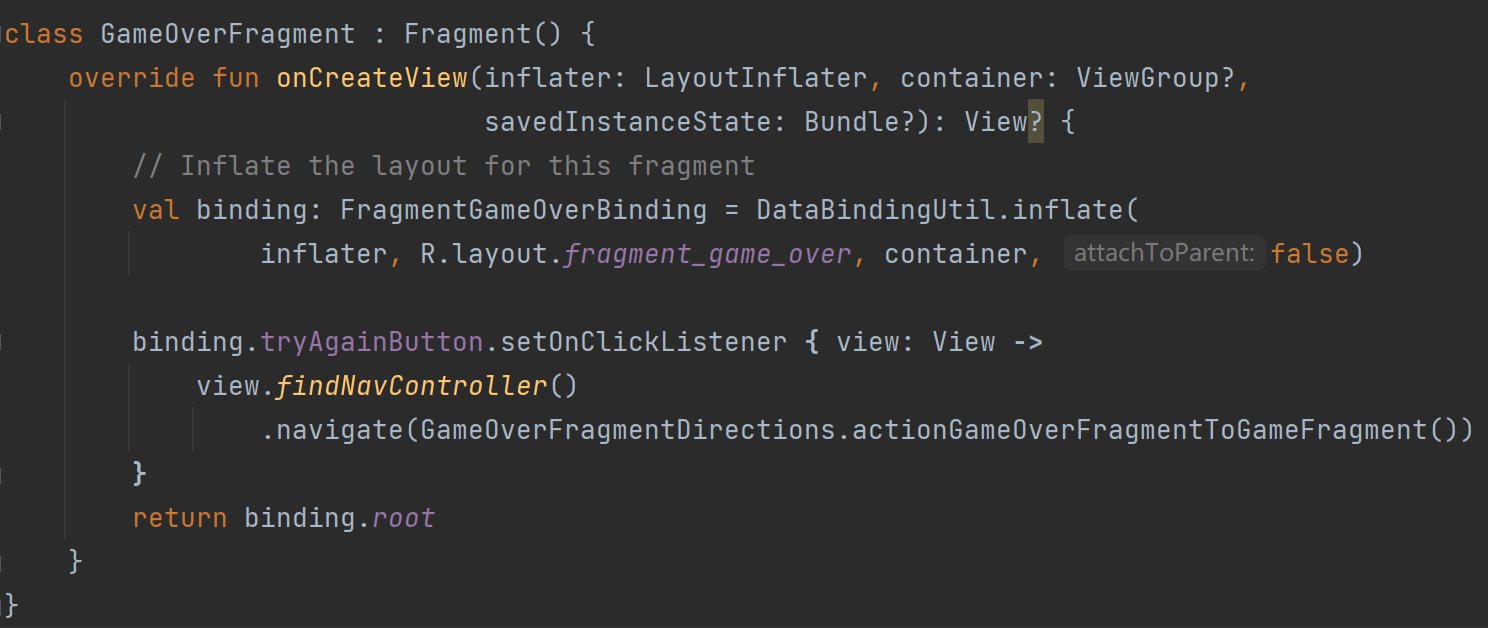 class GameOverFragment : Fragment() {
override fun onCreateView(inflater: LayoutInflater, container: ViewGroup?,
savedInstanceState: Bundle?): View? {
// Inflate the layout for this fragment
val binding: FragmentGameOverBinding = DataBindingUtil.inflate(
inflater, R.layout.fragment_game_over, container, attachToParent: false)
binding.tryAgainButton.setOnClickListener { view: View ->
view.findNavController()
.navigate(GameOverFragmentDirections.actionGameOverFragmentToGameFragment())
}
return binding.root
}
}